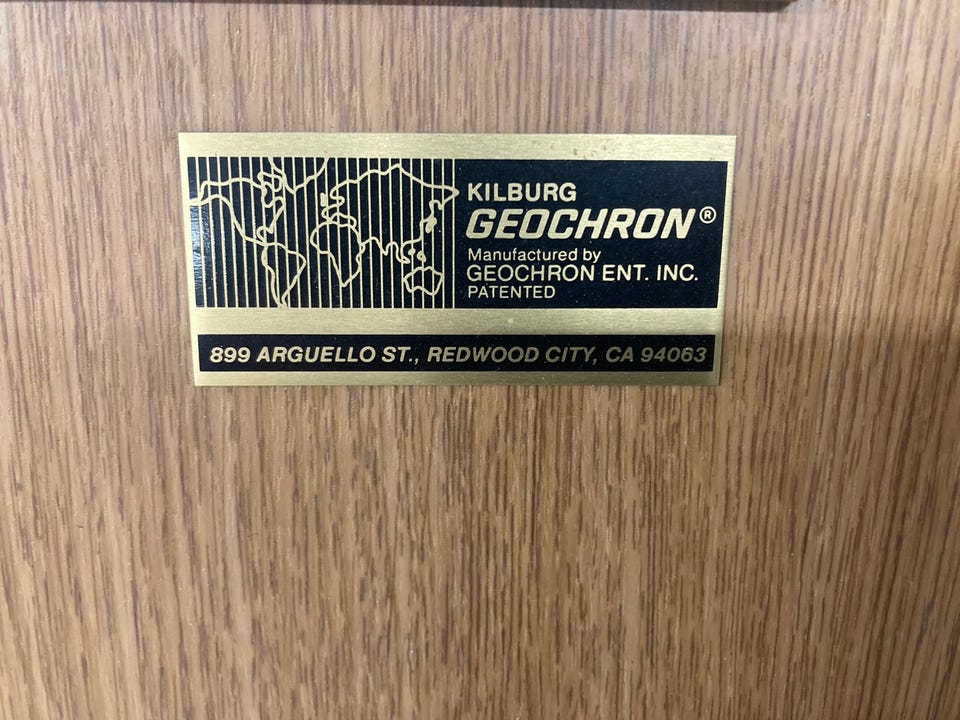 KILBURG
GEOCHRON®
Manufactured by
GEOCHRON ENT. INC.
PATENTED
899 ARGUELLO ST., REDWOOD CITY, CA 94063